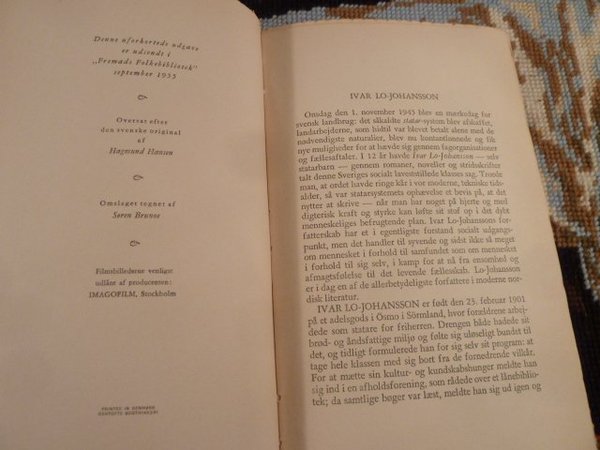 Denne uforkortede udgave
er udsendt i
„Fremads Folkebibliotek"
september 1955
Oversat efter
den svenske original
af
Hagmund Hansen
Omslaget tegnet af
Søren Brunoe
Filmsbillederne venligst
udlånt af producenten:
IMAGOFILM, Stockholm
PRINTED IN DENMARK
IVAR LO-JOHANSSON
Onsdag den 1. november 1945 blev en mærkedag for
svensk landbrug: det såkaldte statar-system blev afskaffet,
landarbejderne, som hidtil var blevet betalt alene med de
nødvendigste naturalier, blev nu kontantlønnede og fik
nye muligheder for at hævde sig gennem fagorganisationer
og fællesaftaler. I 12 år havde Ivar Lo-Johansson — selv
statarbarn — gennem romaner, noveller og stridsskrifter
talt denne Sveriges socialt laveststillede klasses sag. Troede
man, at ordet havde ringe kår i vor moderne, tekniske tids-
alder, så var statarsystemets ophævelse et bevis på, at det
nytter at skrive — når man har noget på hjerte og med
digterisk kraft og styrke kan løfte sit stof op i det dybt
menneskeliges befrugtende plan. Ivar Lo-Johanssons for-
fatterskab har et i egentligste forstand socialt udgangs-
punkt, men det handler til syvende og sidst ikke så meget
om mennesket i forhold til samfundet som om mennesket
i forhold til sig selv, i kamp for at nå fra ensomhed og
afmagtsfølelse til det levende fællesskab. Lo-Johansson
er i dag en af de allerbetydeligste forfattere i moderne nor-
disk litteratur.
IVAR LO-JOHANSSON er født den 23. februar 1901
på et adelsgods i Ösmo i Sörmland, hvor forældrene arbej-
dede som statare for friherren. Drengen både hadede sit
brød- og åndsfattige miljø og følte sig uløseligt bundet til
det, og tidligt formulerede han for sig selv sit program: at
tage hele klassen med sig bort fra de fornedrende vilkår.
For at mætte sin kultur- og kundskabshunger meldte han
sig ind i en afholdsforening, som rådede over et lånebiblio-
tek; da samtlige bøger var læst, meldte han sig ud igen og